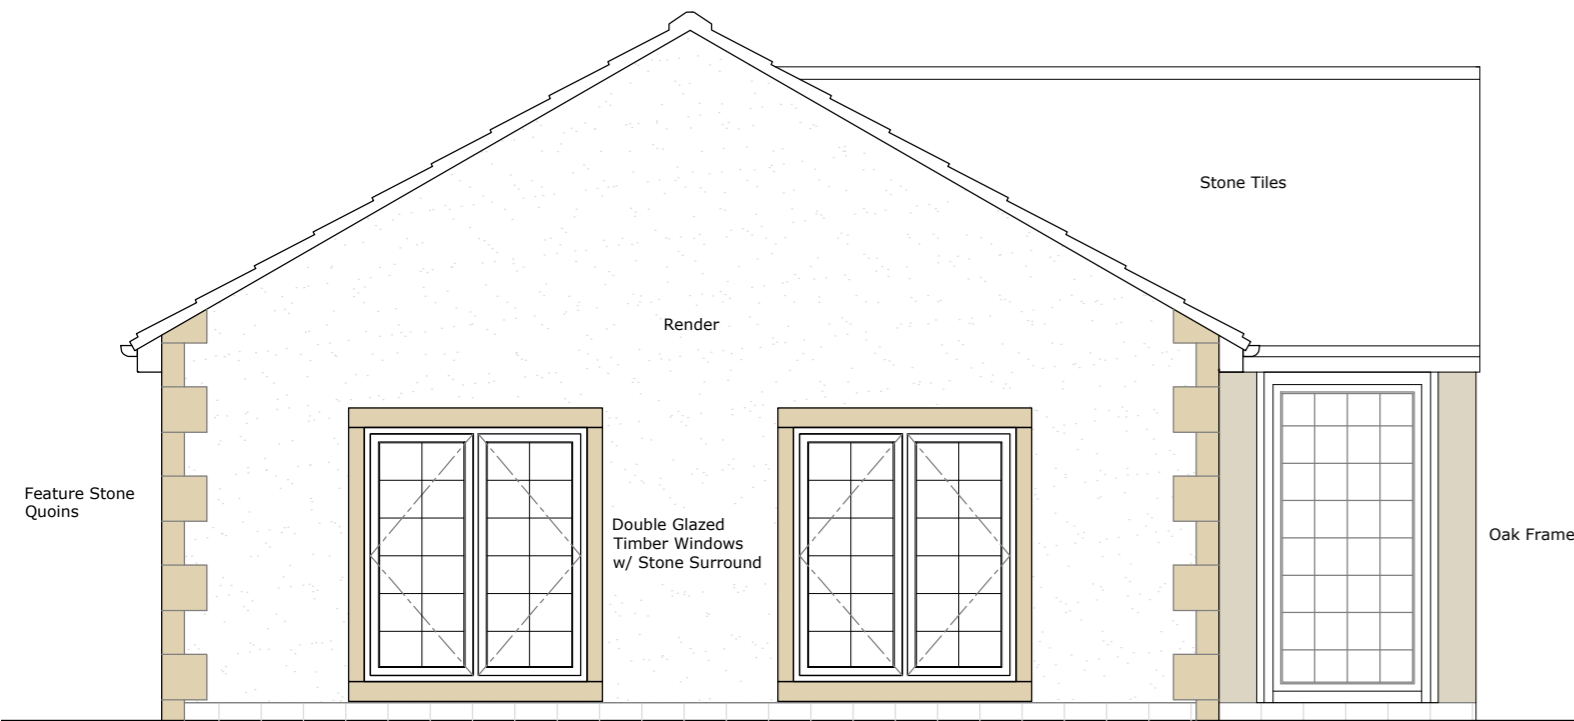 Stone Tiles
Render
Feature Stone
Quoins
Double Glazed
Timber Windows
w/ Stone Surround
Oak Frame